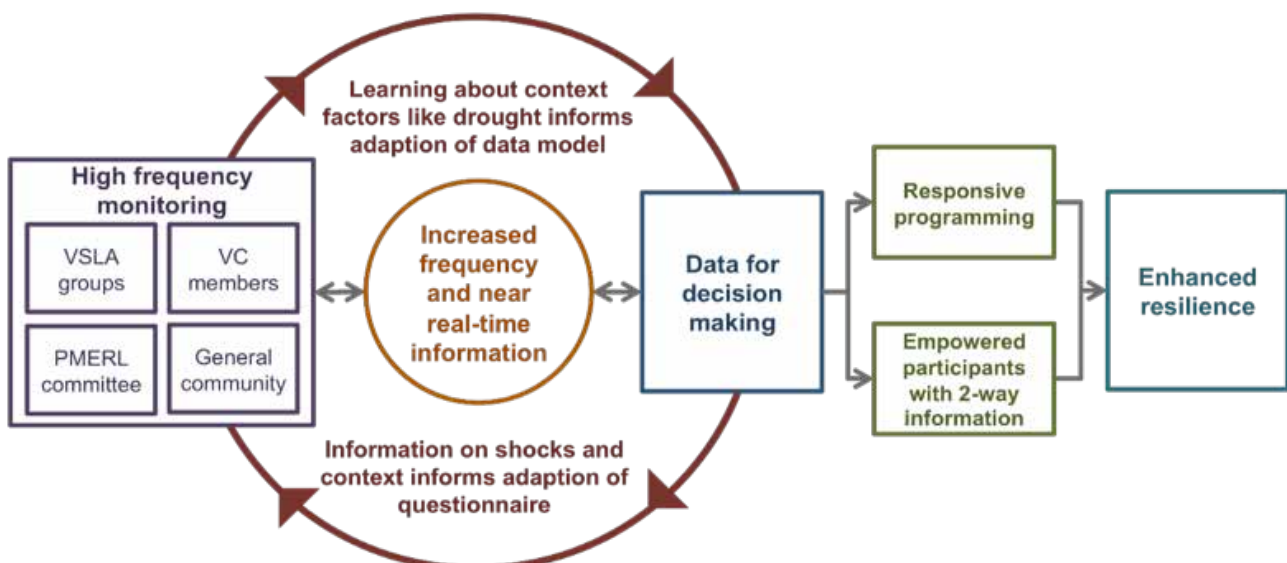 Learning about context
factors like drought informs
adaption of data model
High frequency
monitoring
VSLA
groups
VC
members
PMERL
committee
General
community
Increased
frequency
and near
real-time
information
Data for
decision
making
Responsive
programming
Empowered
participants
with 2-way
information
Enhanced
resilience
Information on shocks and
context informs adaption of
questionnaire